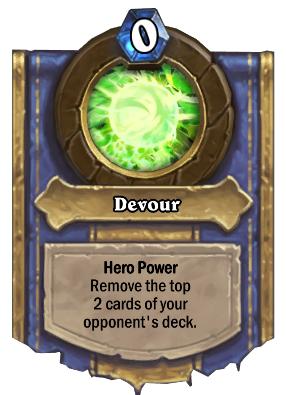 0
Devour
Hero Power
Remove the top
2 cards of your
opponent's deck.